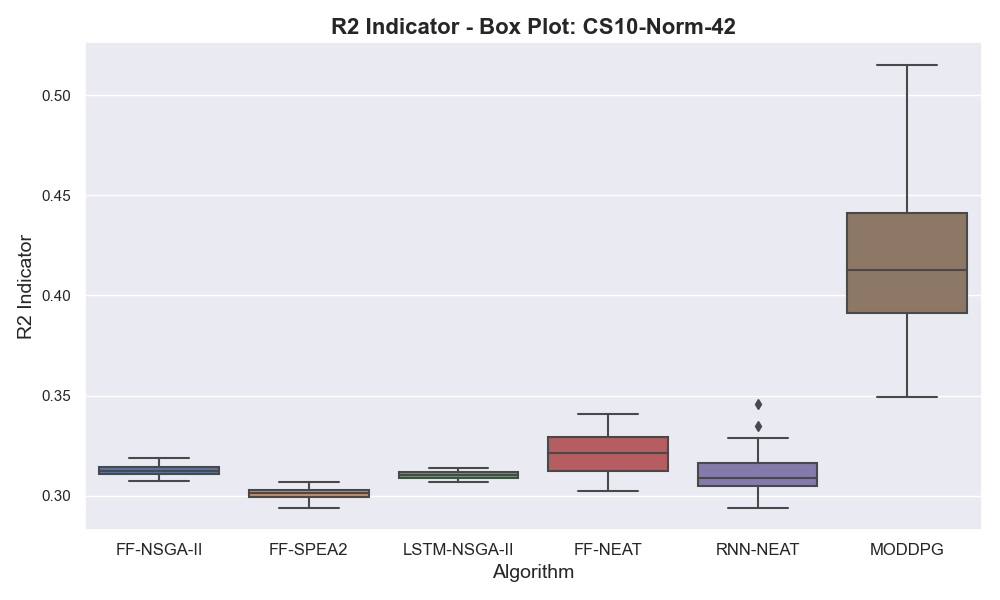 R2 Indicator - Box Plot: CS10-Norm-42
R2 Indicator
0.50
0.45
0.40
0.35
0.30
FF-NSGA-II
FF-SPEA2
LSTM-NSGA-II
FF-NEAT
RNN-NEAT
MODDPG
Algorithm